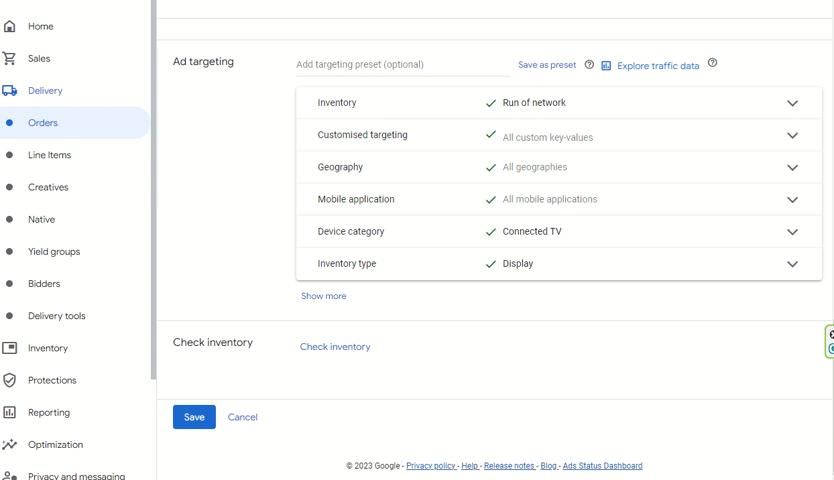 Home
Sales
Delivery
Orders
Line Items
Creatives
Native
Yield groups
Bidders
Delivery tools
Inventory
Protections
Reporting
Optimization
Privacy and messaging
Ad targeting
Add targeting preset (optional)
Save as preset
Explore traffic data
Inventory Run of network
Customised targeting All custom key-values
Geography All geographies
Mobile application All mobile applications
Device category Connected TV
Inventory type Display
Show more
Check inventory Check inventory
Save Cancel
© 2023 Google - Privacy policy - Help - Release notes - Blog - Ads Status Dashboard